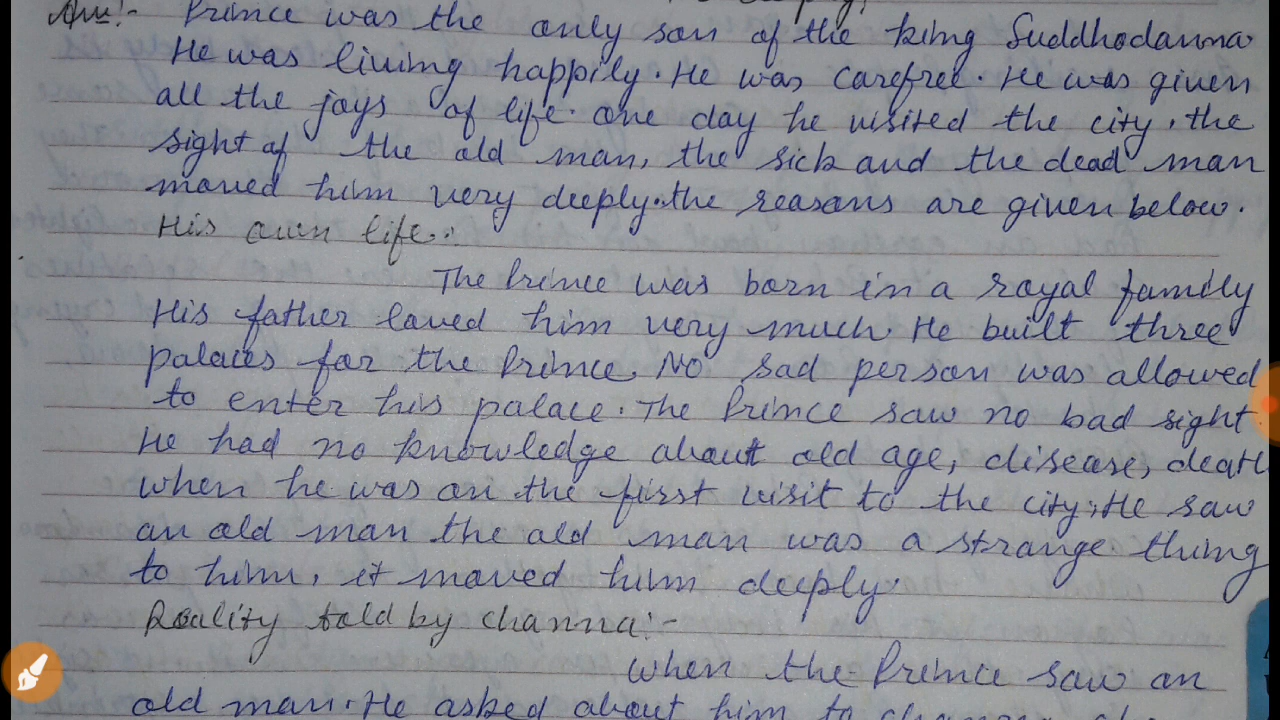 deeply,
Ans:- Prince was the only son of the king Suddhodanna
He was living happily. He was carefree. He was given
all the joys of life. one day he visited the city. the
sight of the old man, the sick and the dead man
moved him very deeply. the reasons are given below.
His own life:
The Prince was born in a royal family
His father loved him very much. He built three
palaces for the Prince. No sad person was allowed
to enter his palace. The Prince saw no bad sight
He had no knowledge about old age, disease, death
when he was on the first visit to the city, He saw
an old man the old man was a strange thing
to him, it moved him deeply.
Reality told by channa:-
when the Prince saw an
old man. He asked about him to channa